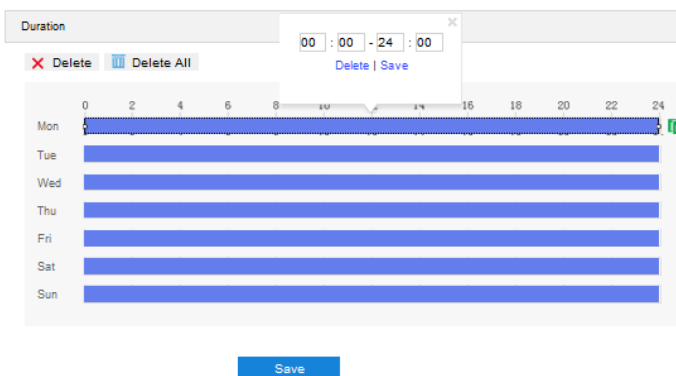 Duration
×
00 : 00 - 24 : 00
Delete | Save
Delete Delete All
0 2 4 6 8 10 14 16 18 20 22 24
Mon
Tue
Wed
Thu
Fri
Sat
Sun
Save